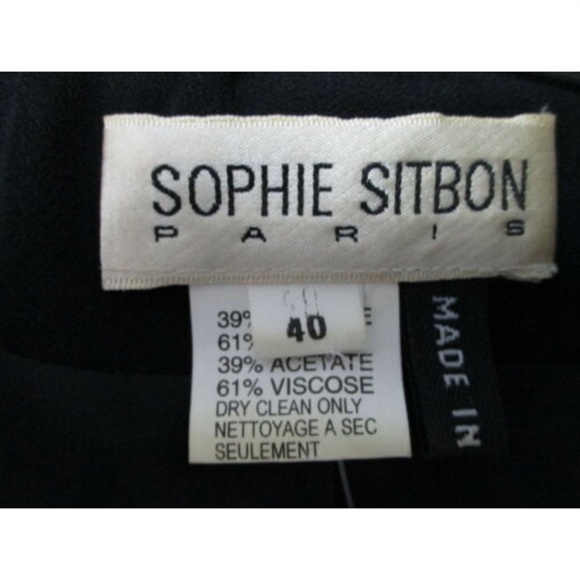 SOPHIE SITBON
PARIS
40
39%
61%
39% ACETATE
61% VISCOSE
DRY CLEAN ONLY
NETTOYAGE A SEC
SEULEMENT
MADE IN